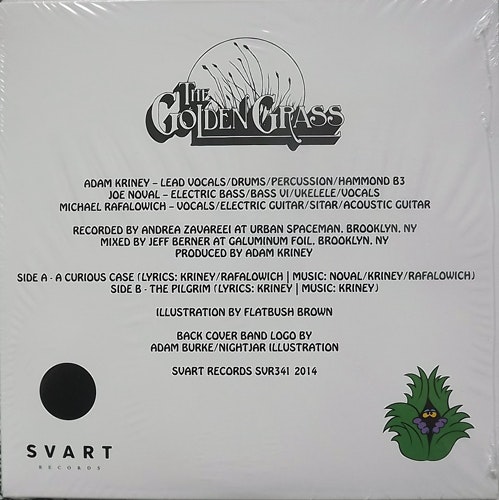 THE
GOLDEN GRASS
ADAM KRINEY – LEAD VOCALS/DRUMS/PERCUSSION/HAMMOND B3
JOE NOVAL – ELECTRIC BASS/BASS VI/UKELELE/VOCALS
MICHAEL RAFALOWICH – VOCALS/ELECTRIC GUITAR/SITAR/ACOUSTIC GUITAR
RECORDED BY ANDREA ZAVAREEI AT URBAN SPACEMAN, BROOKLYN, NY
MIXED BY JEFF BERNER AT GALUMINUM FOIL, BROOKLYN, NY
PRODUCED BY ADAM KRINEY
SIDE A - A CURIOUS CASE (LYRICS: KRINEY/RAFALOWICH | MUSIC: NOVAL/KRINEY/RAFALOWICH)
SIDE B - THE PILGRIM (LYRICS: KRINEY | MUSIC: KRINEY)
ILLUSTRATION BY FLATBUSH BROWN
BACK COVER BAND LOGO BY
ADAM BURKE/NIGHTJAR ILLUSTRATION
SVART RECORDS SVR341 2014
SVART
RECORDS